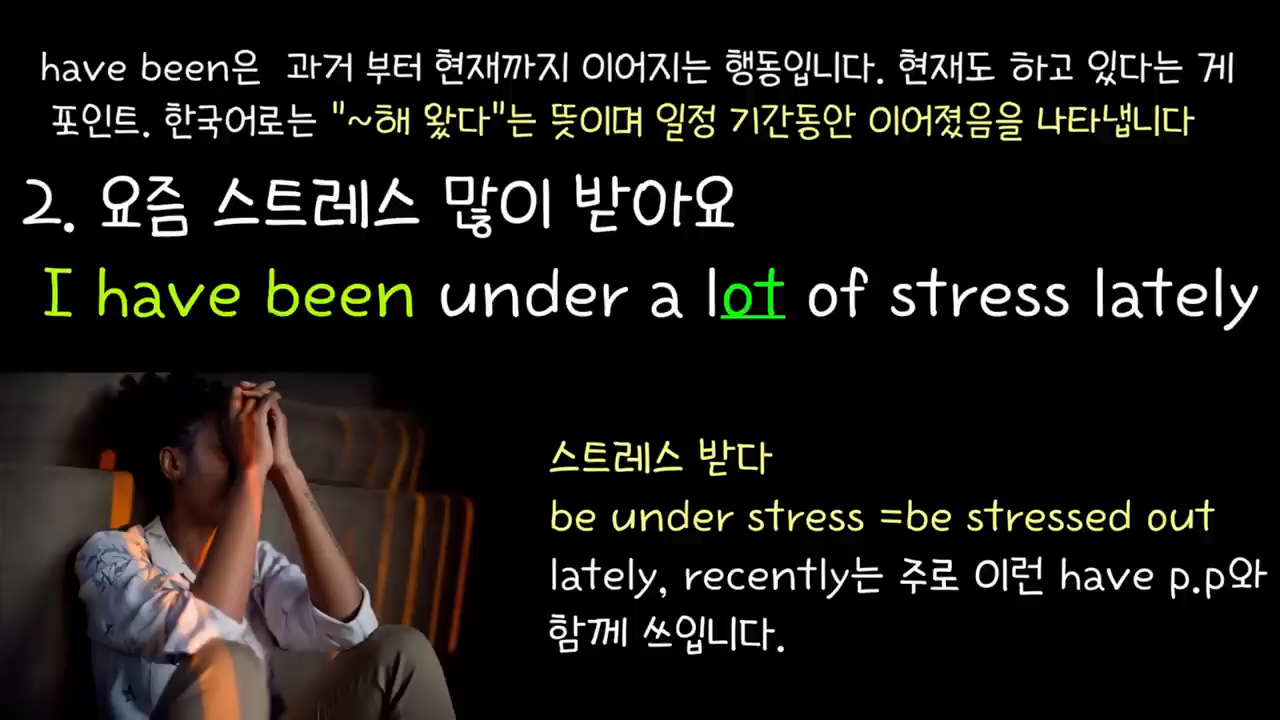 have been은 과거 부터 현재까지 이어지는 행동입니다. 현재도 하고 있다는 게
포인트. 한국어로는 "~해 왔다"는 뜻이며 일정 기간동안 이어졌음을 나타냅니다
2. 요즘 스트레스 많이 받아요
I have been under a lot of stress lately
스트레스 받다
be under stress =be stressed out
lately, recently는 주로 이런 have p.p와
함께 쓰입니다.